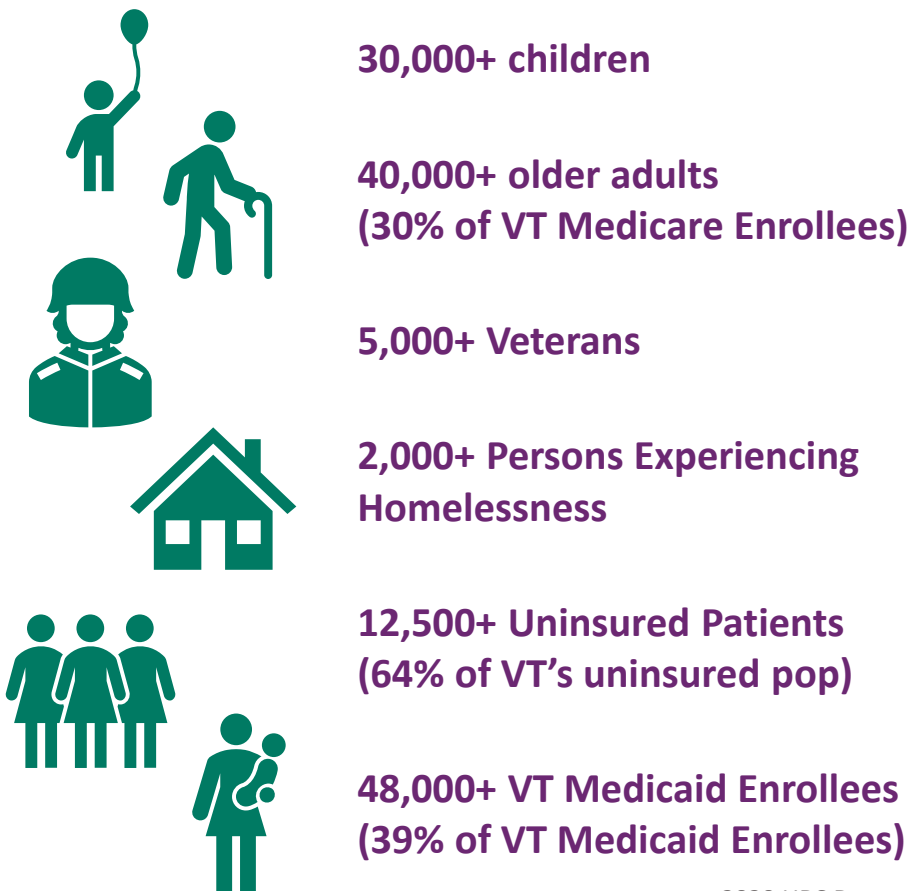 30,000+ children
40,000+ older adults
(30% of VT Medicare Enrollees)
5,000+ Veterans
2,000+ Persons Experiencing
Homelessness
12,500+ Uninsured Patients
(64% of VT’s uninsured pop)
48,000+ VT Medicaid Enrollees
(39% of VT Medicaid Enrollees)